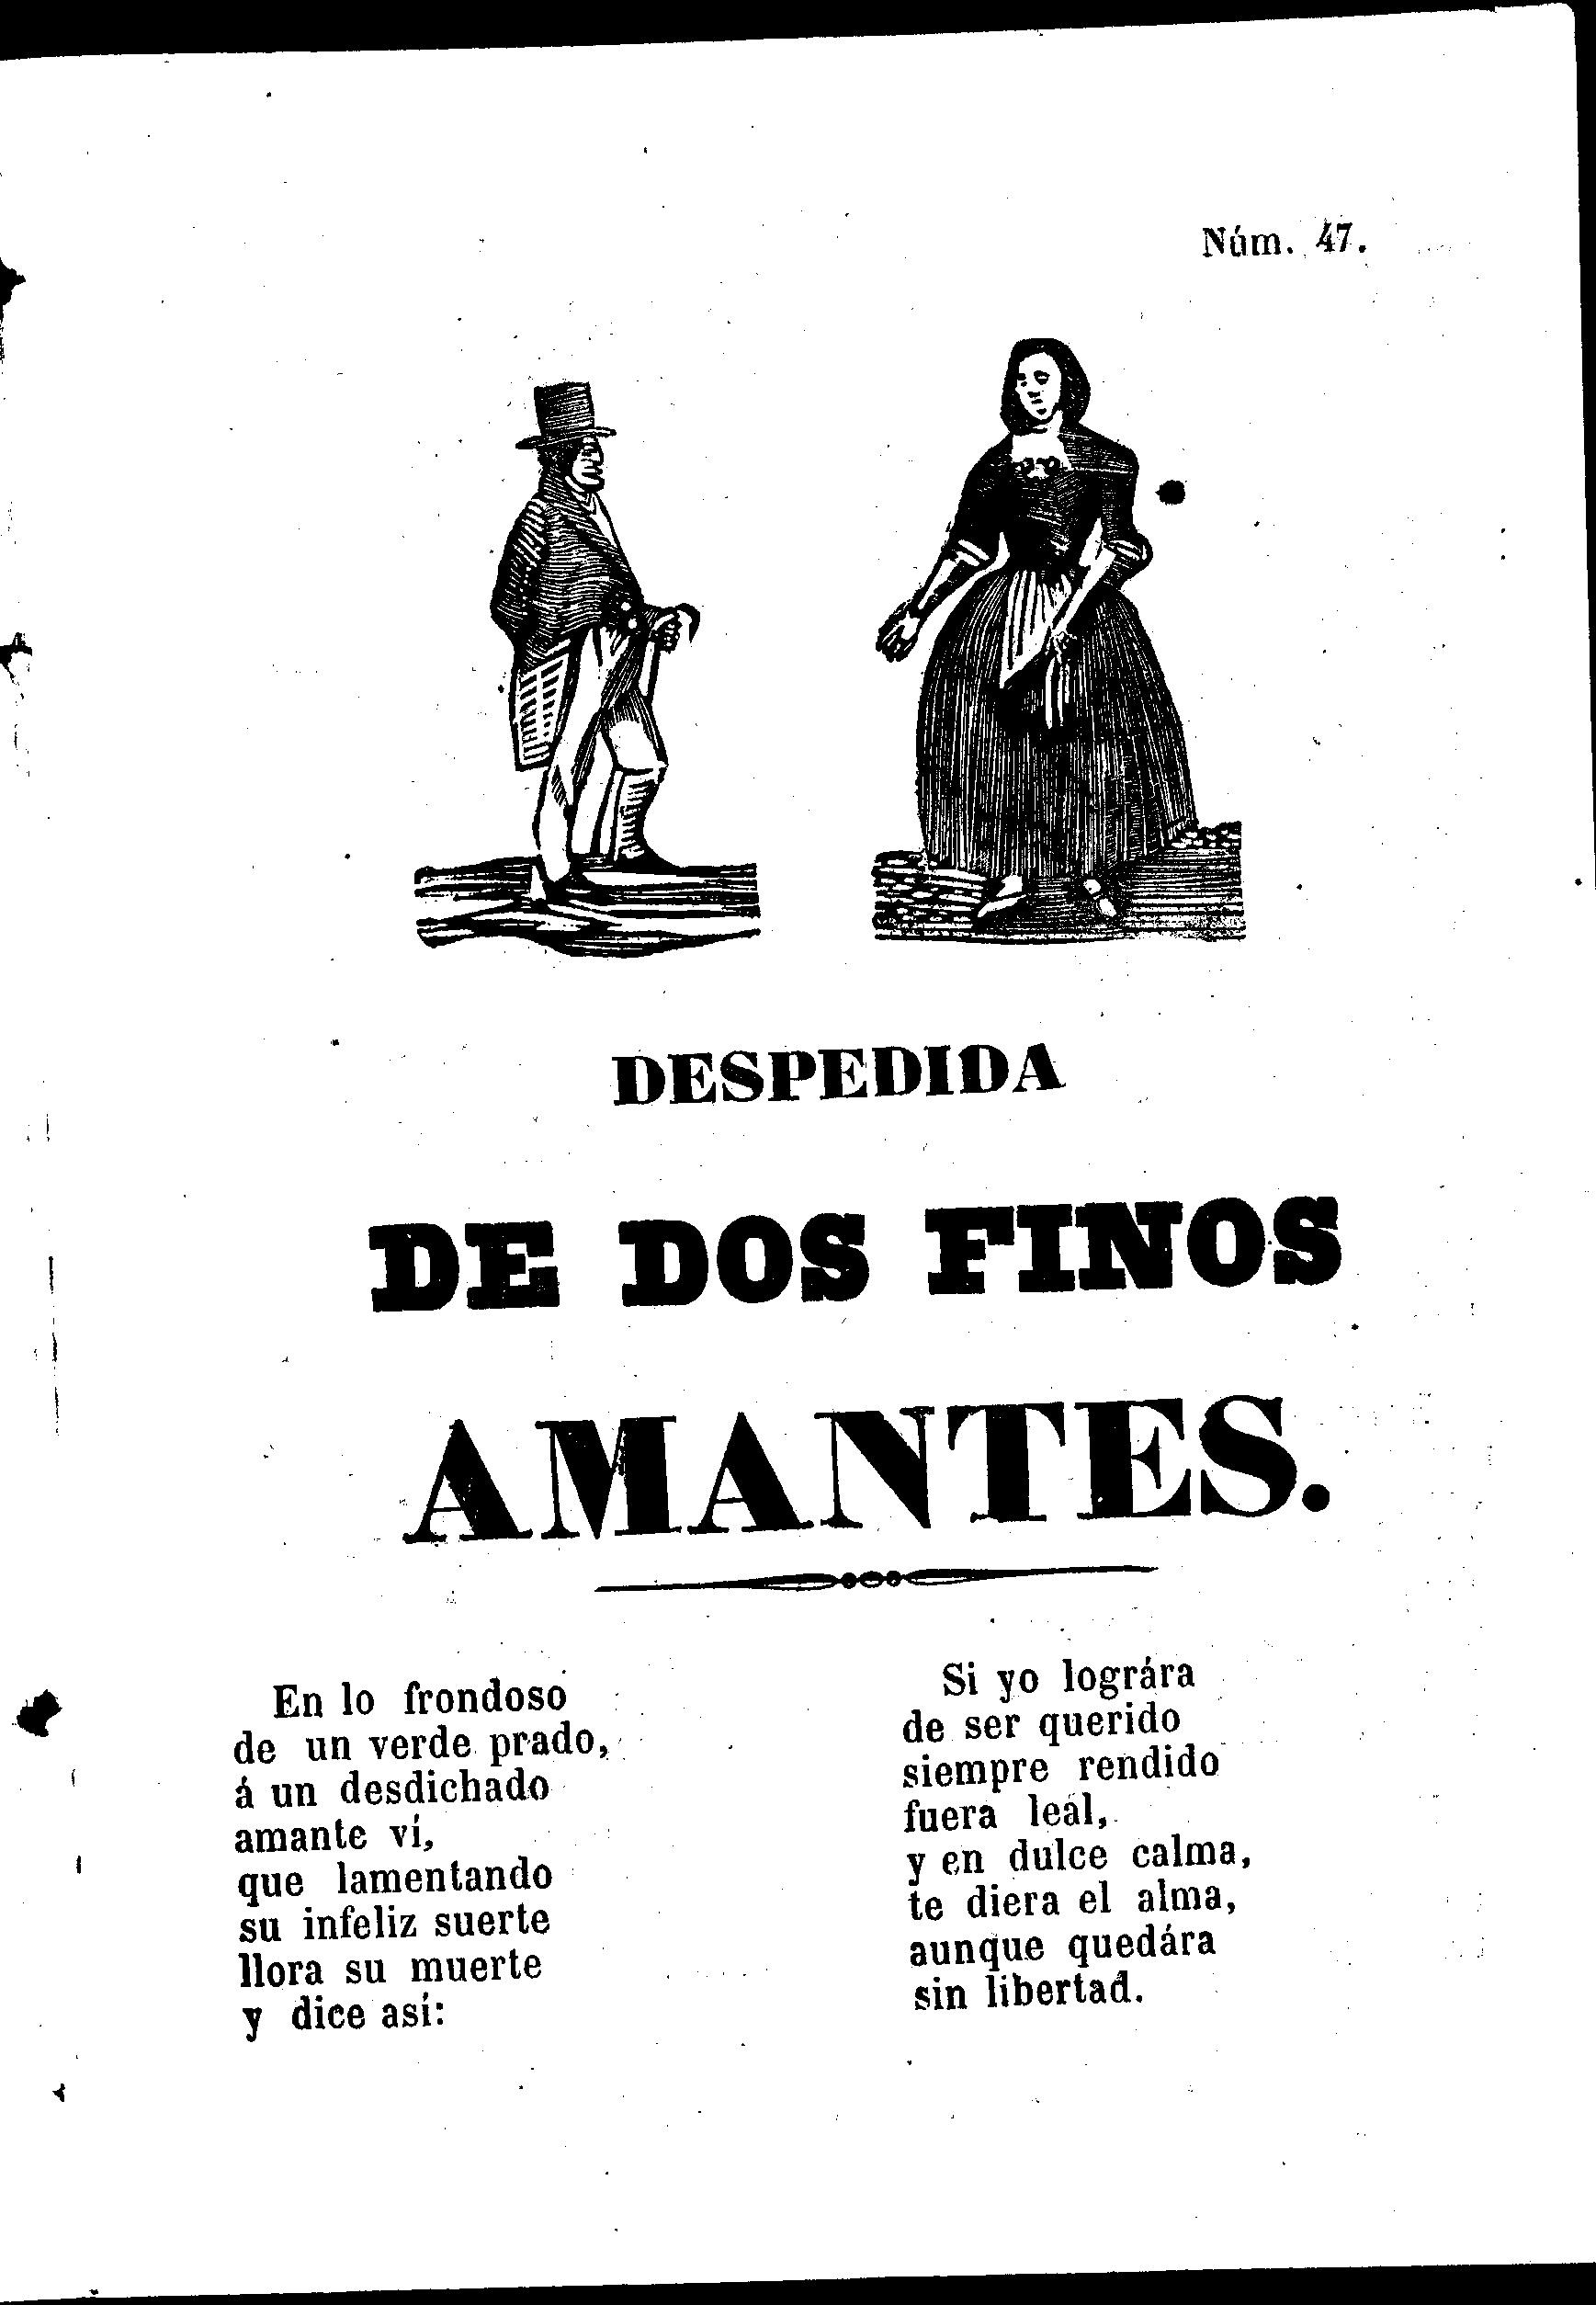 Núm. 47.
DESPEDIDA
DE DOS FINOS
AMANTES.
En lo frondoso
de un verde prado,
á un desdichado
amante ví,
que lamentando
su infeliz suerte
llora su muerte
y dice así:
Si yo lográra
de ser querido
siempre rendido
fuera leal,
y en dulce calma,
te diera el alma,
aunque quedára
sin libertad.